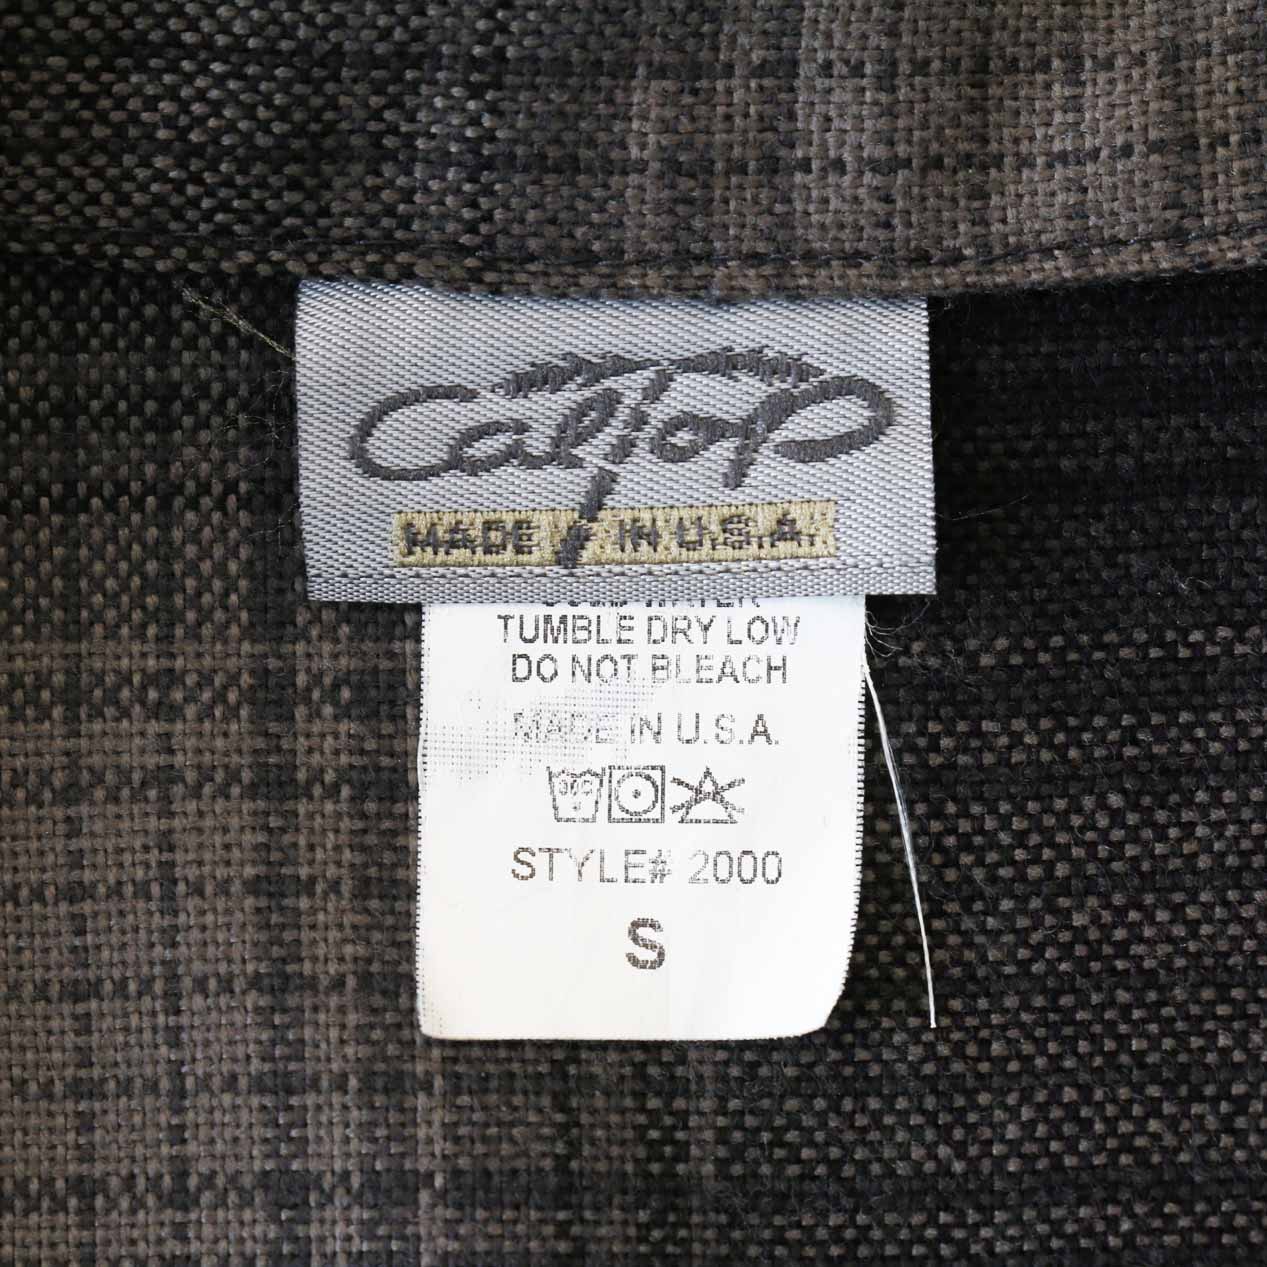 CalTop
MADE IN U.S.A.
TUMBLE DRY LOW
DO NOT BLEACH
MADE IN U.S.A.
STYLE# 2000
S